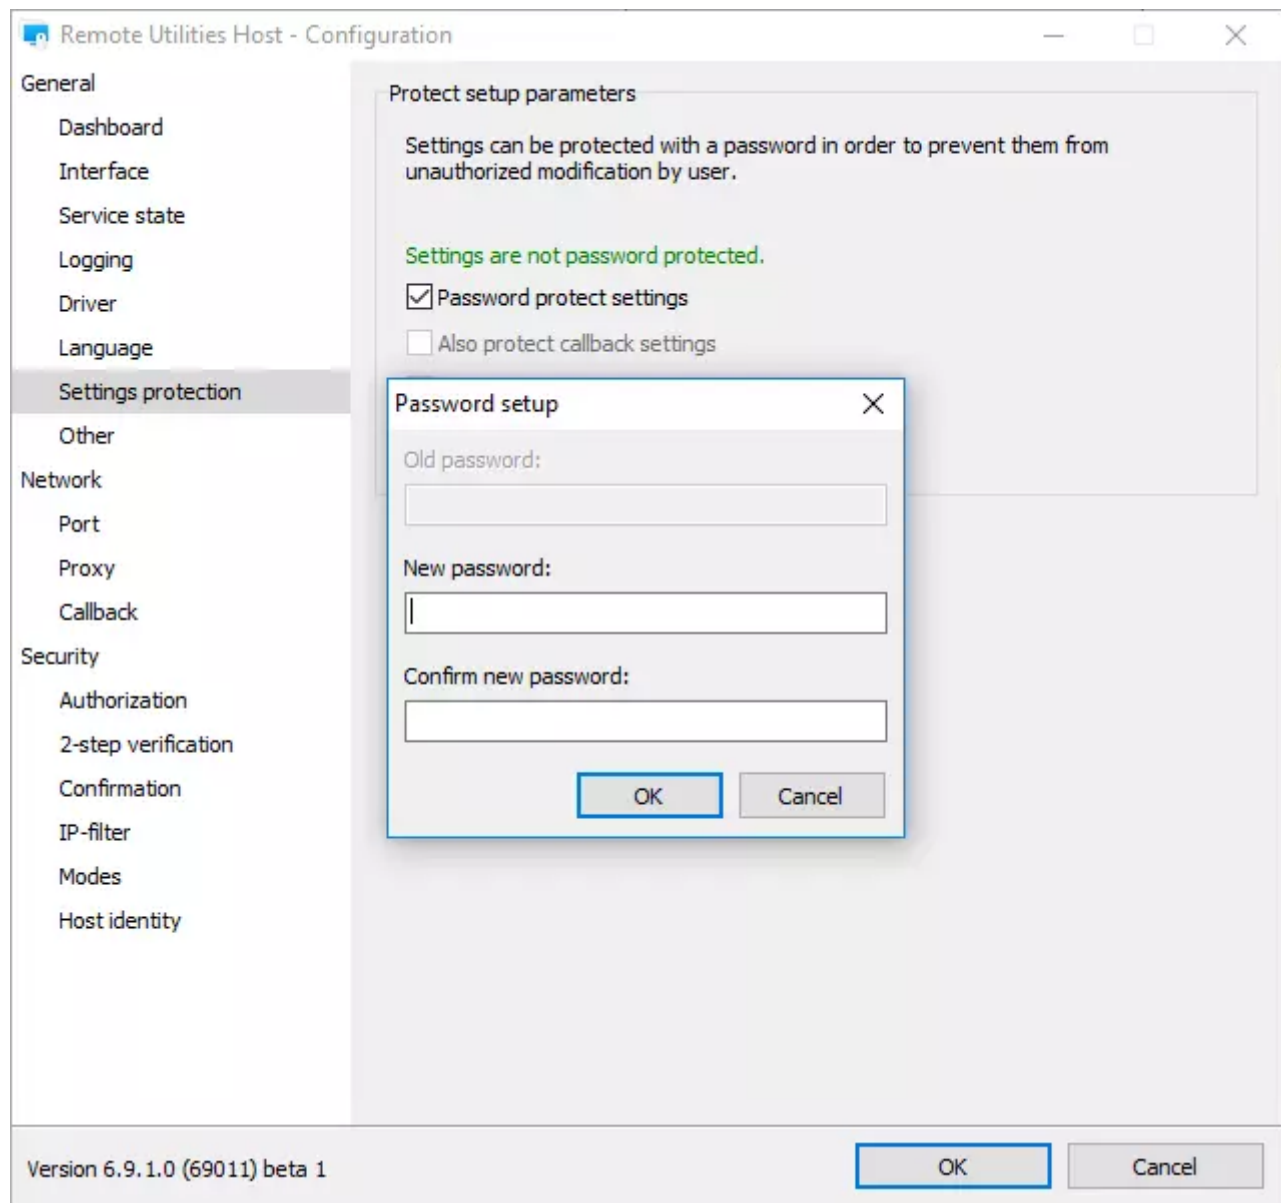 Remote Utilities Host - Configuration
General
Dashboard
Interface
Service state
Logging
Driver
Language
Settings protection
Other
Network
Port
Proxy
Callback
Security
Authorization
2-step verification
Confirmation
IP-filter
Modes
Host identity
Protect setup parameters
Settings can be protected with a password in order to prevent them from
unauthorized modification by user.
Settings are not password protected.
Password protect settings
Also protect callback settings
Password setup
Old password:
New password:
Confirm new password:
OK Cancel
Version 6.9.1.0 (69011) beta 1
OK Cancel